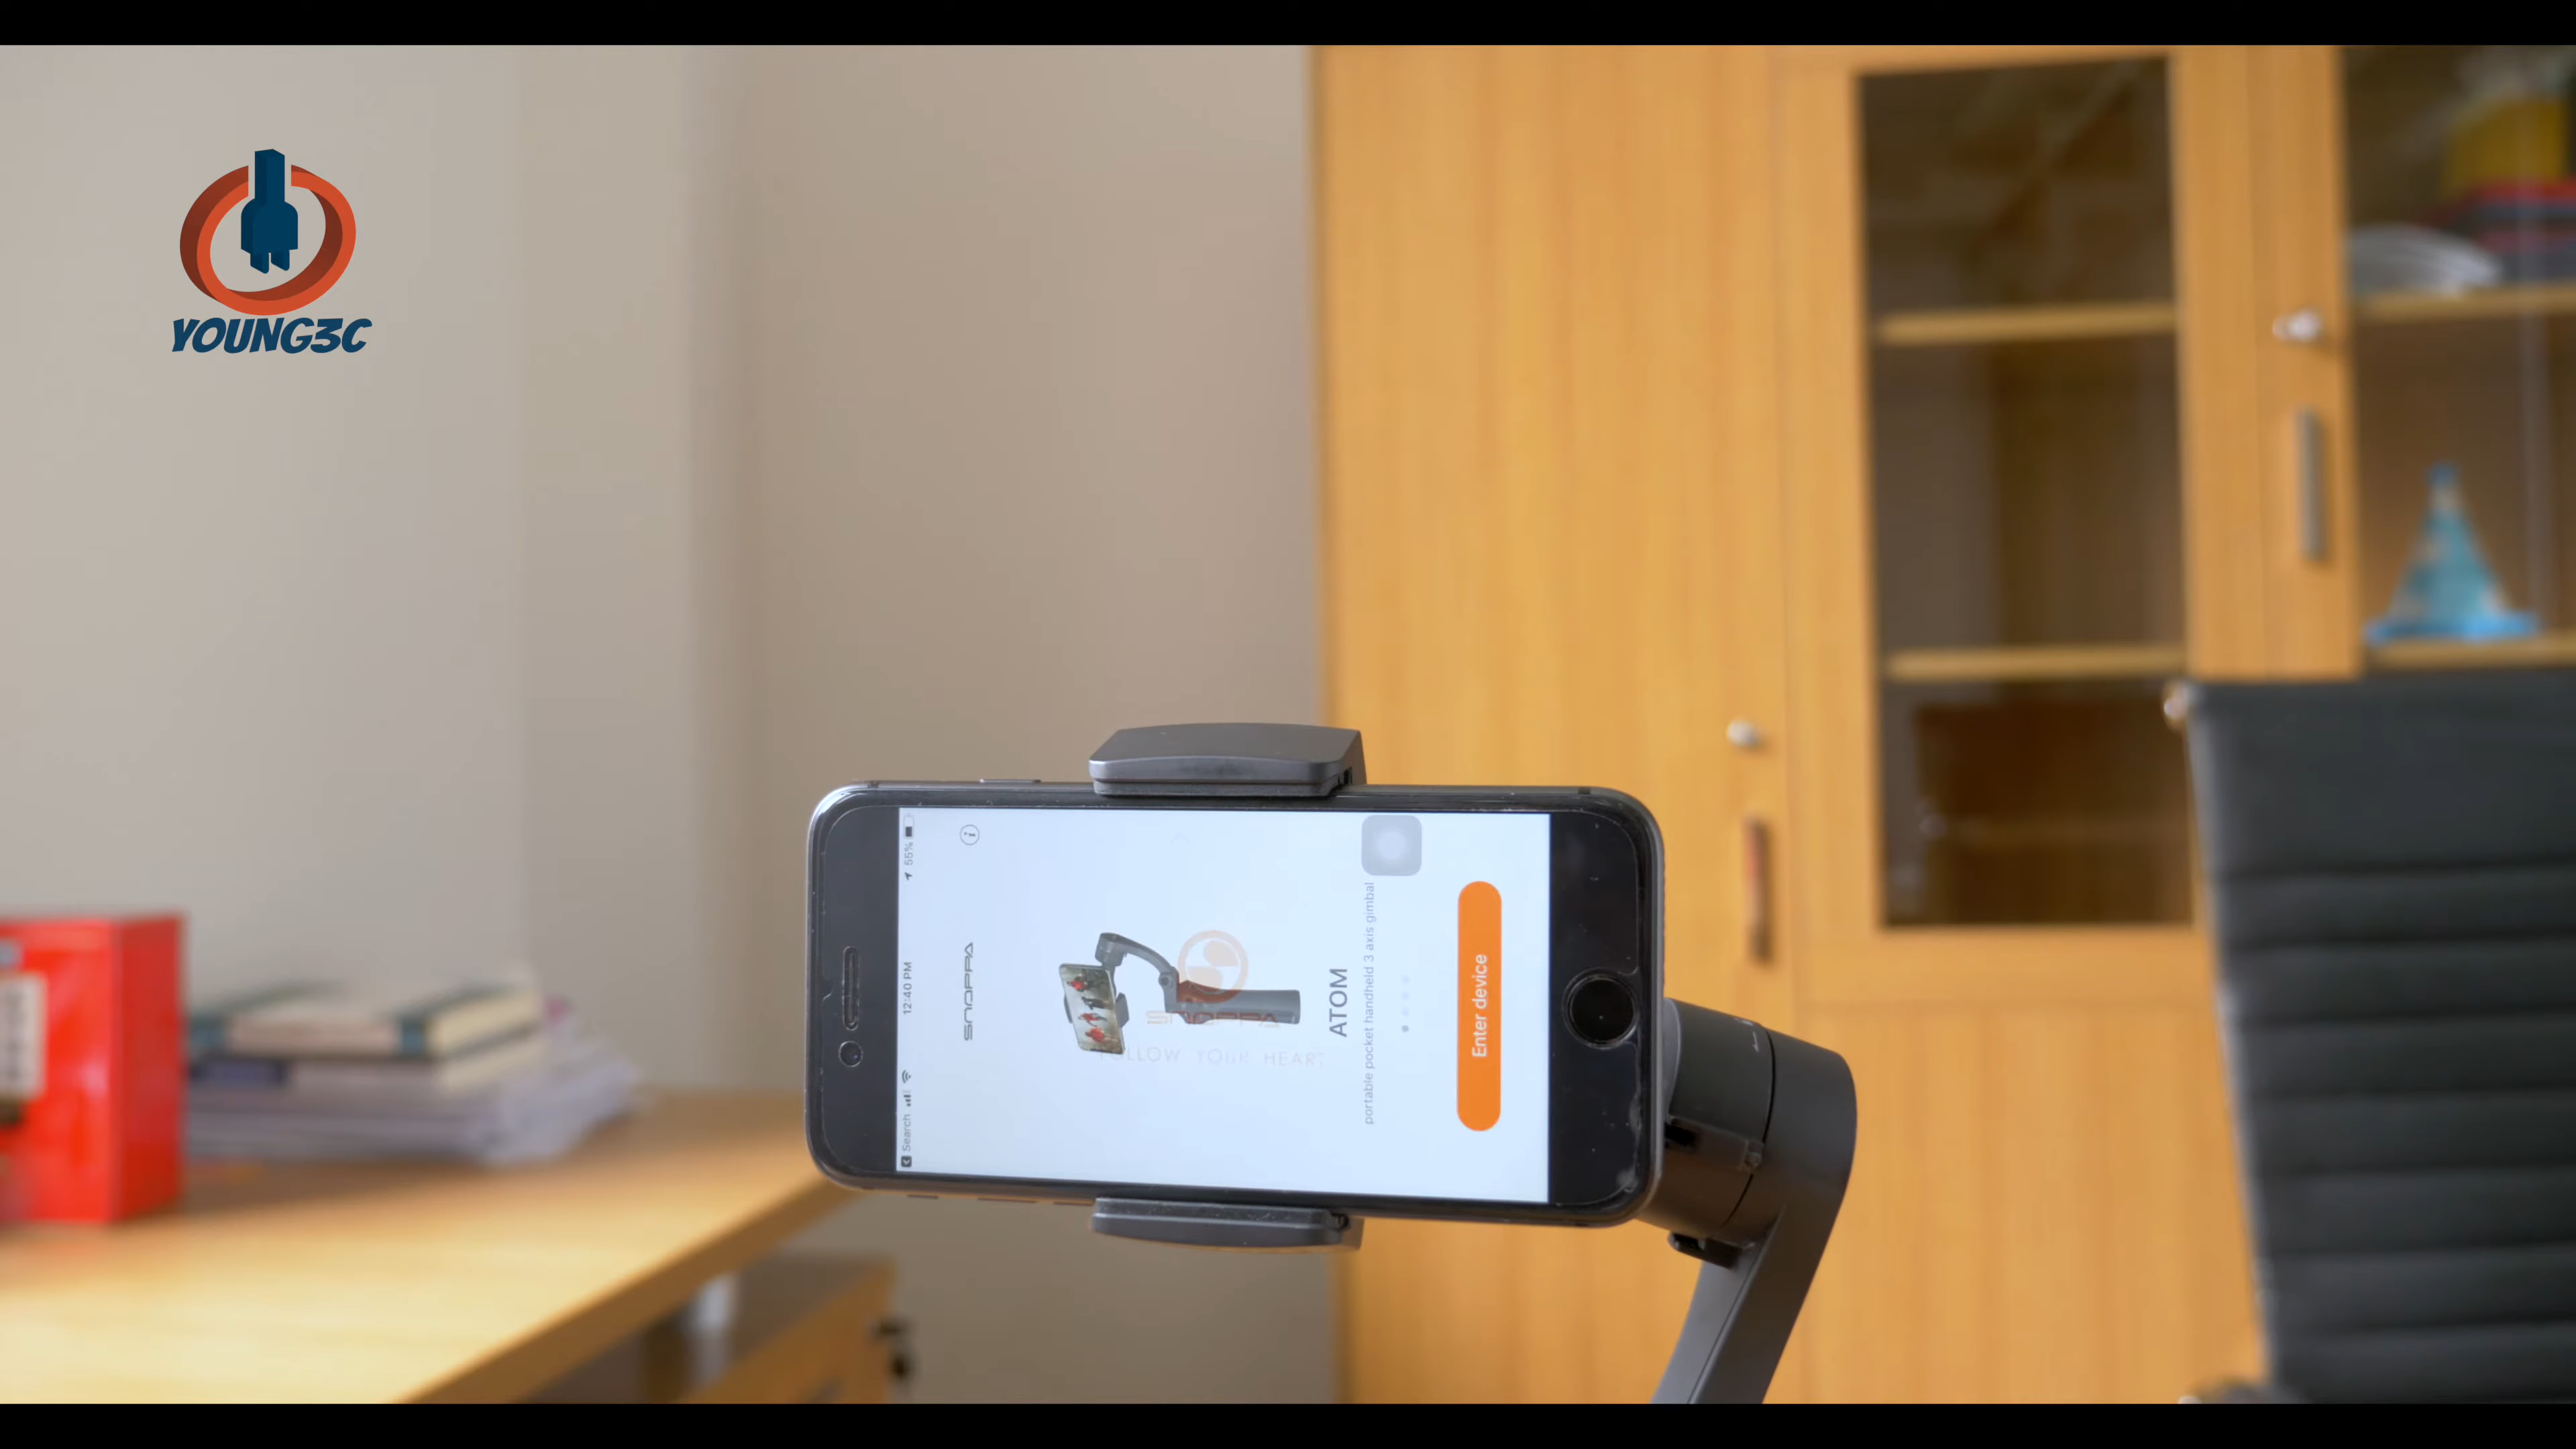 YOUNG3C
Search
12:40 PM
55%
SNOPPA
SNOPPA
FOLLOW YOUR HEART
ATOM
portable pocket handheld 3 axis gimbal
Enter device